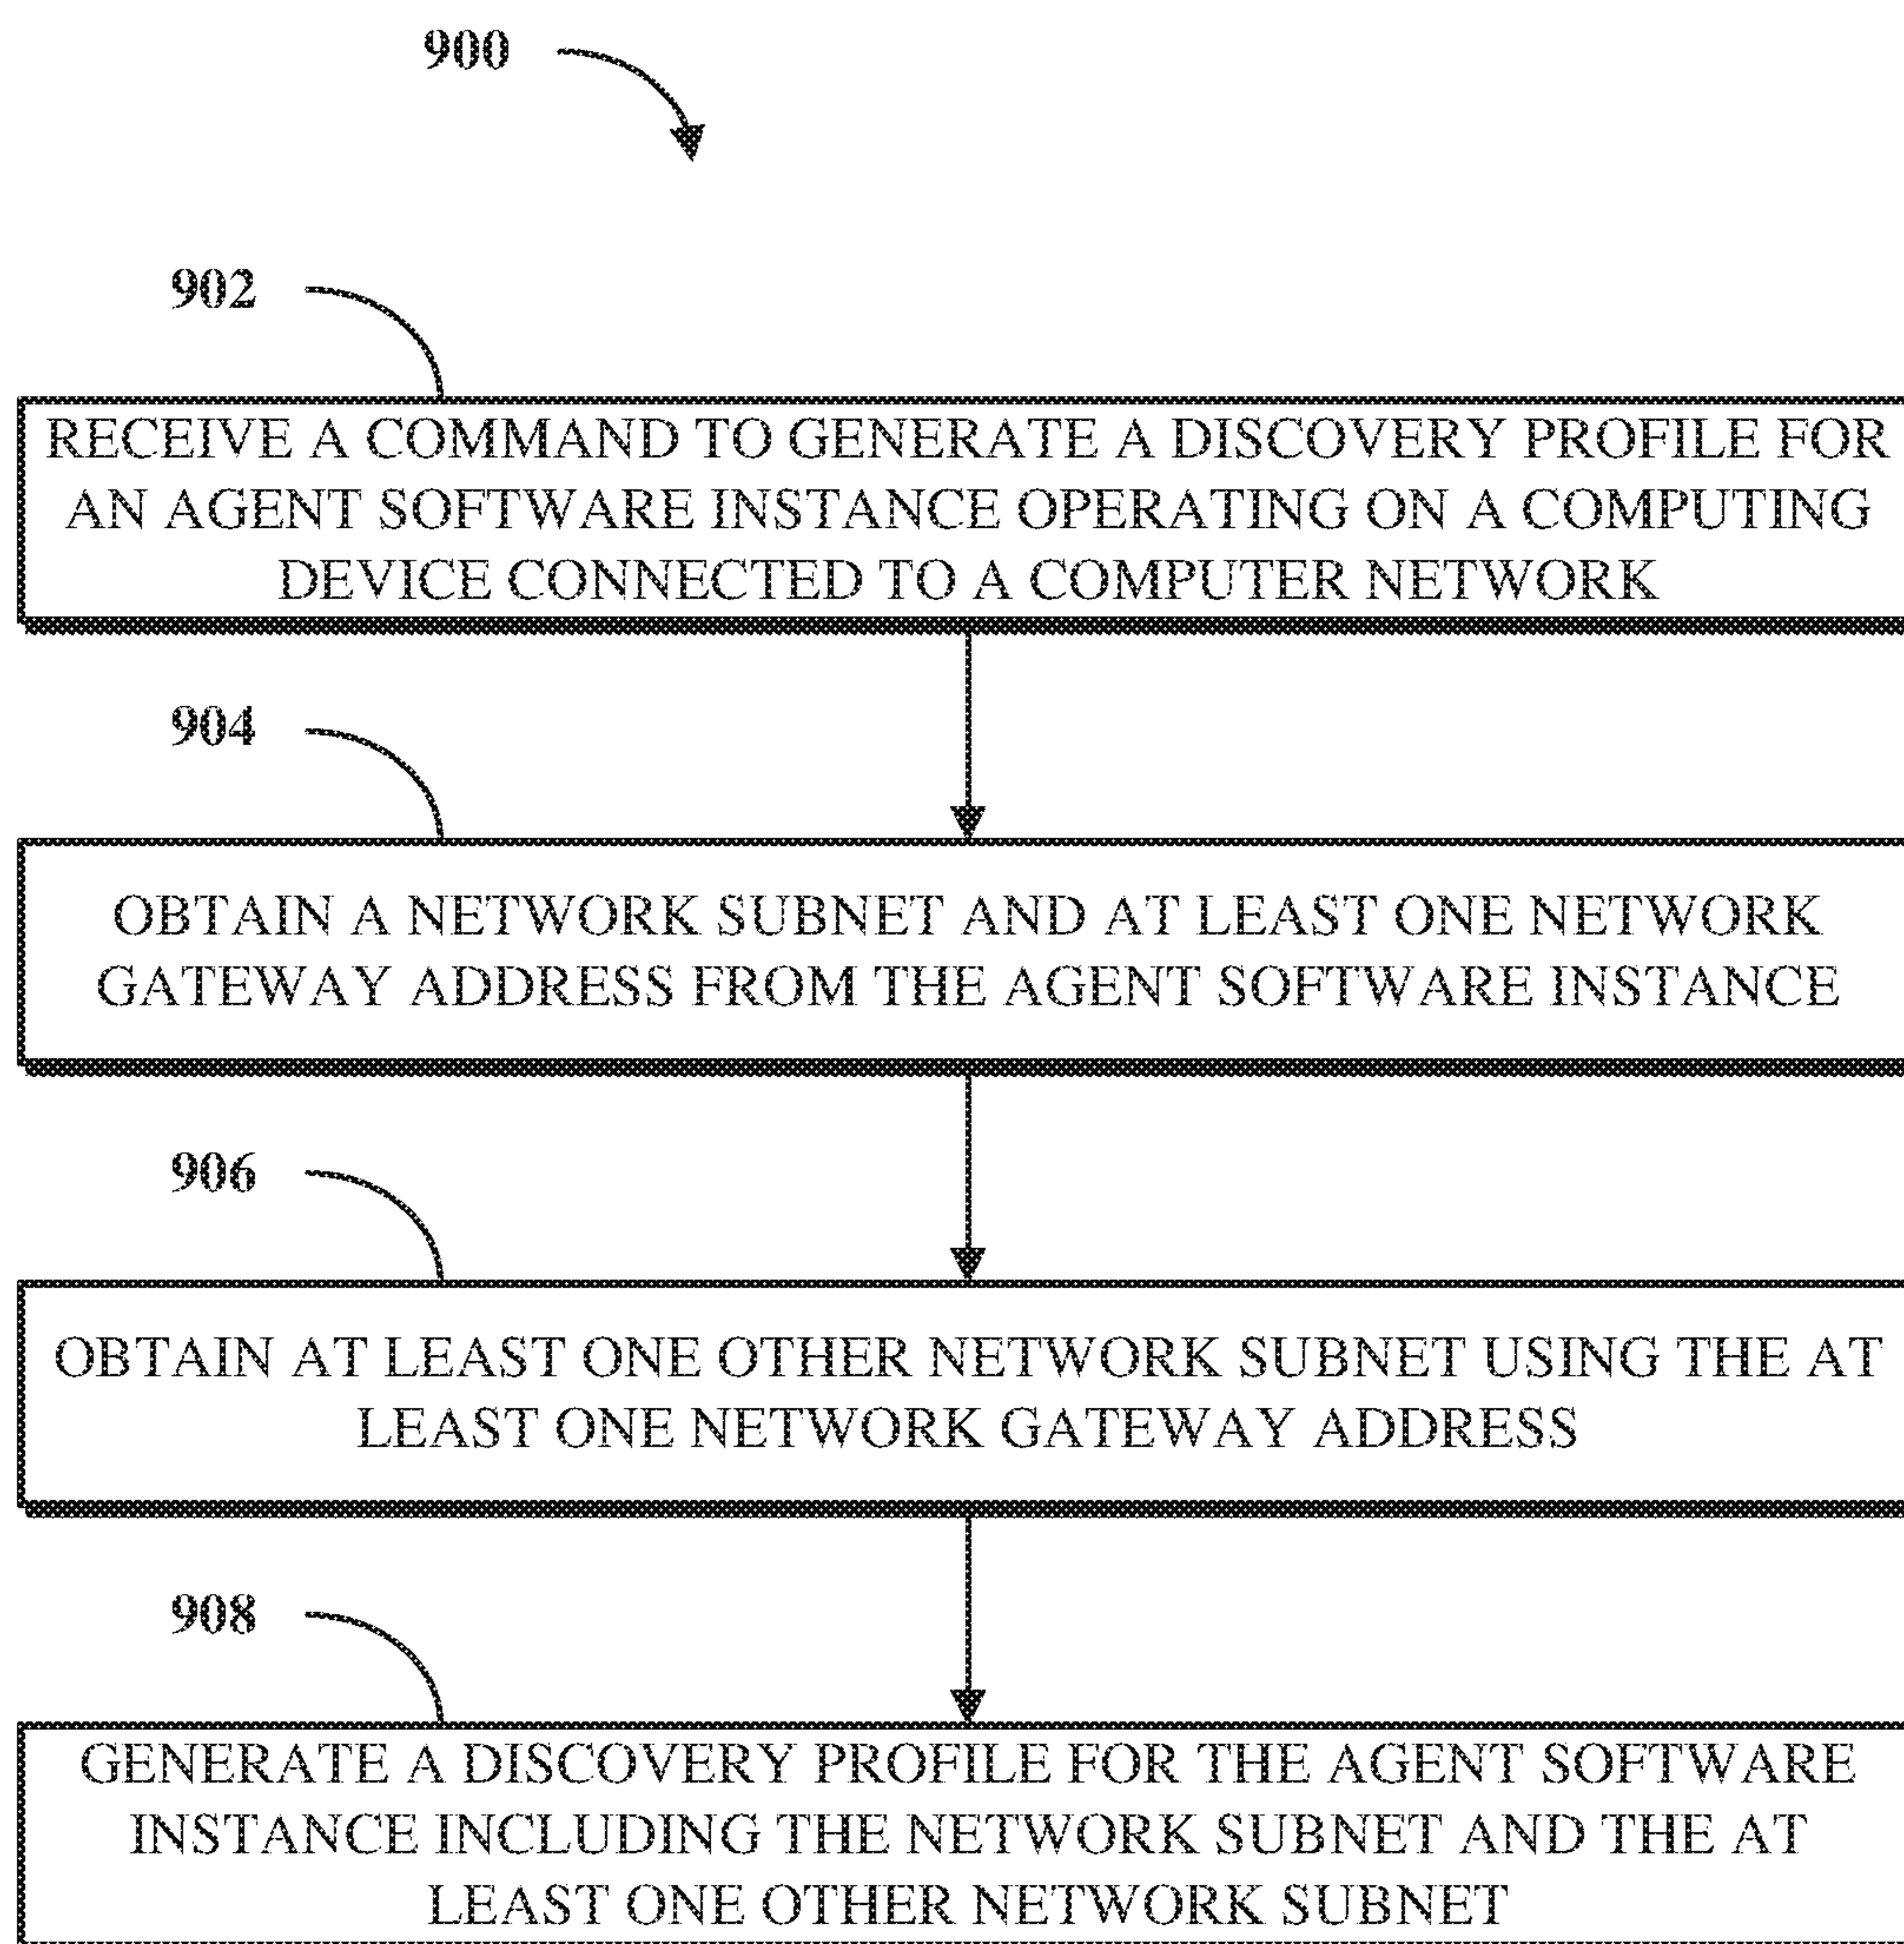 900
902
RECEIVE A COMMAND TO GENERATE A DISCOVERY PROFILE FOR
AN AGENT SOFTWARE INSTANCE OPERATING ON A COMPUTING
DEVICE CONNECTED TO A COMPUTER NETWORK
904
OBTAIN A NETWORK SUBNET AND AT LEAST ONE NETWORK
GATEWAY ADDRESS FROM THE AGENT SOFTWARE INSTANCE
906
OBTAIN AT LEAST ONE OTHER NETWORK SUBNET USING THE AT
LEAST ONE NETWORK GATEWAY ADDRESS
908
GENERATE A DISCOVERY PROFILE FOR THE AGENT SOFTWARE
INSTANCE INCLUDING THE NETWORK SUBNET AND THE AT
LEAST ONE OTHER NETWORK SUBNET